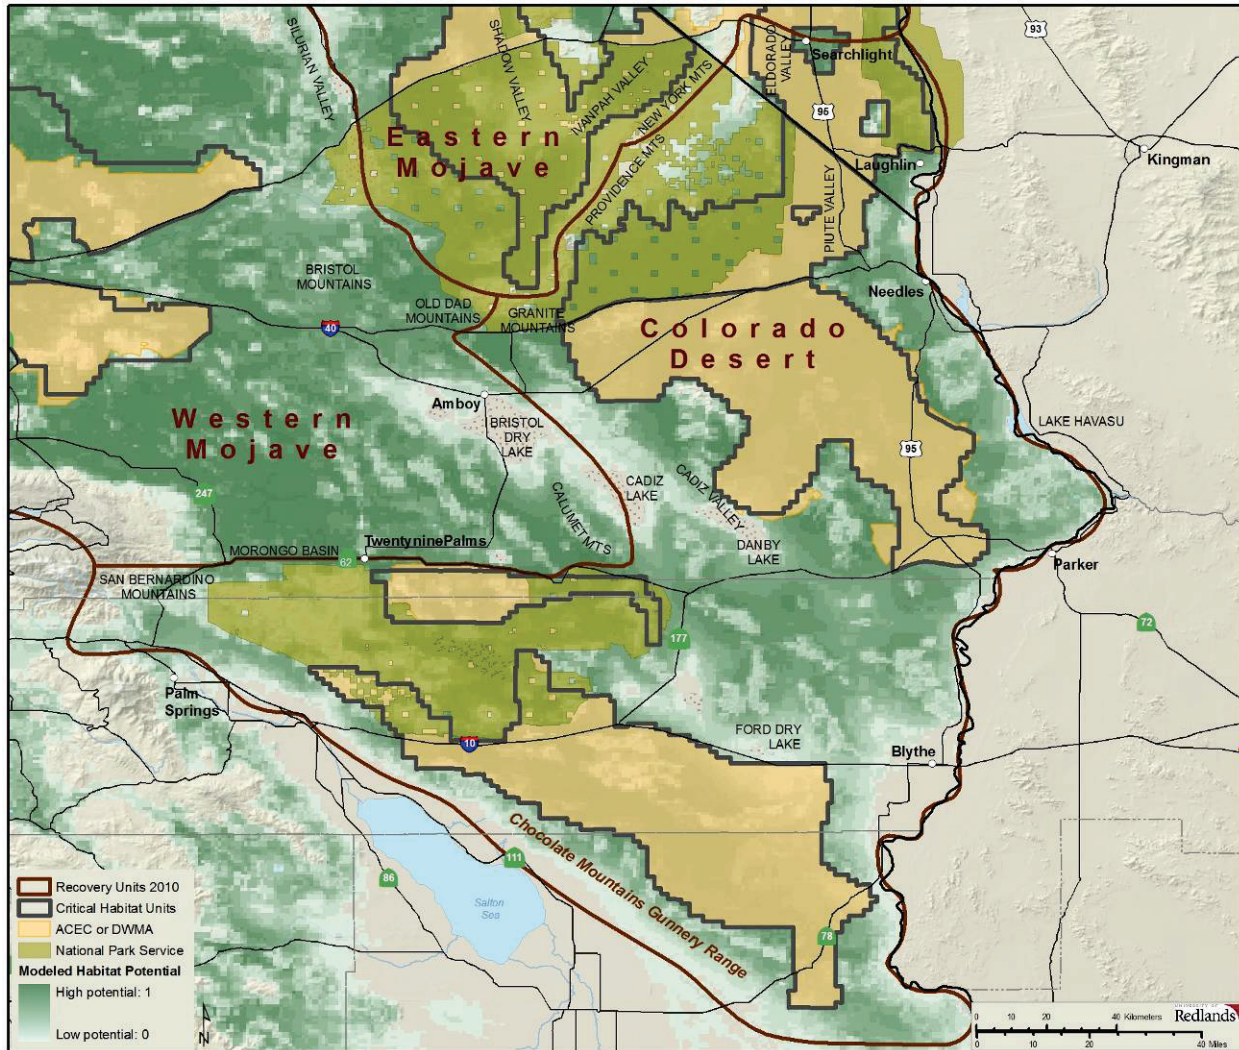 93
SILURIAN VALLEY
SHADOW VALLEY
IVANPAH VALLEY
NEW YORK MTS
ELDORADO
VALLEY
Searchlight
95
Eastern
Mojave
PROVIDENCE MTS
PIUTE VALLEY
Laughlin
Kingman
BRISTOL
MOUNTAINS
OLD DAD
MOUNTAINS
GRANITE
MOUNTAINS
Needles
40
Colorado
Desert
Western
Mojave
Amboy
BRISTOL
DRY
LAKE
95
LAKE HAVASU
247
CALUMET MTS
CADIZ
LAKE
CADIZ VALLEY
DANBY
LAKE
MORONGO BASIN
62
TwentyninePalms
Parker
SAN BERNARDINO
MOUNTAINS
177
72
Palm
Springs
10
FORD DRY
LAKE
Blythe
Chocolate Mountains Gunnery Range
111
86
Salton
Sea
78
Recovery Units 2010
Critical Habitat Units
ACEC or DWMA
National Park Service
Modeled Habitat Potential
High potential: 1
Low potential: 0
N
0 10 20 40 Kilometers
0 10 20 40 Miles
UNIVERSITY OF
Redlands